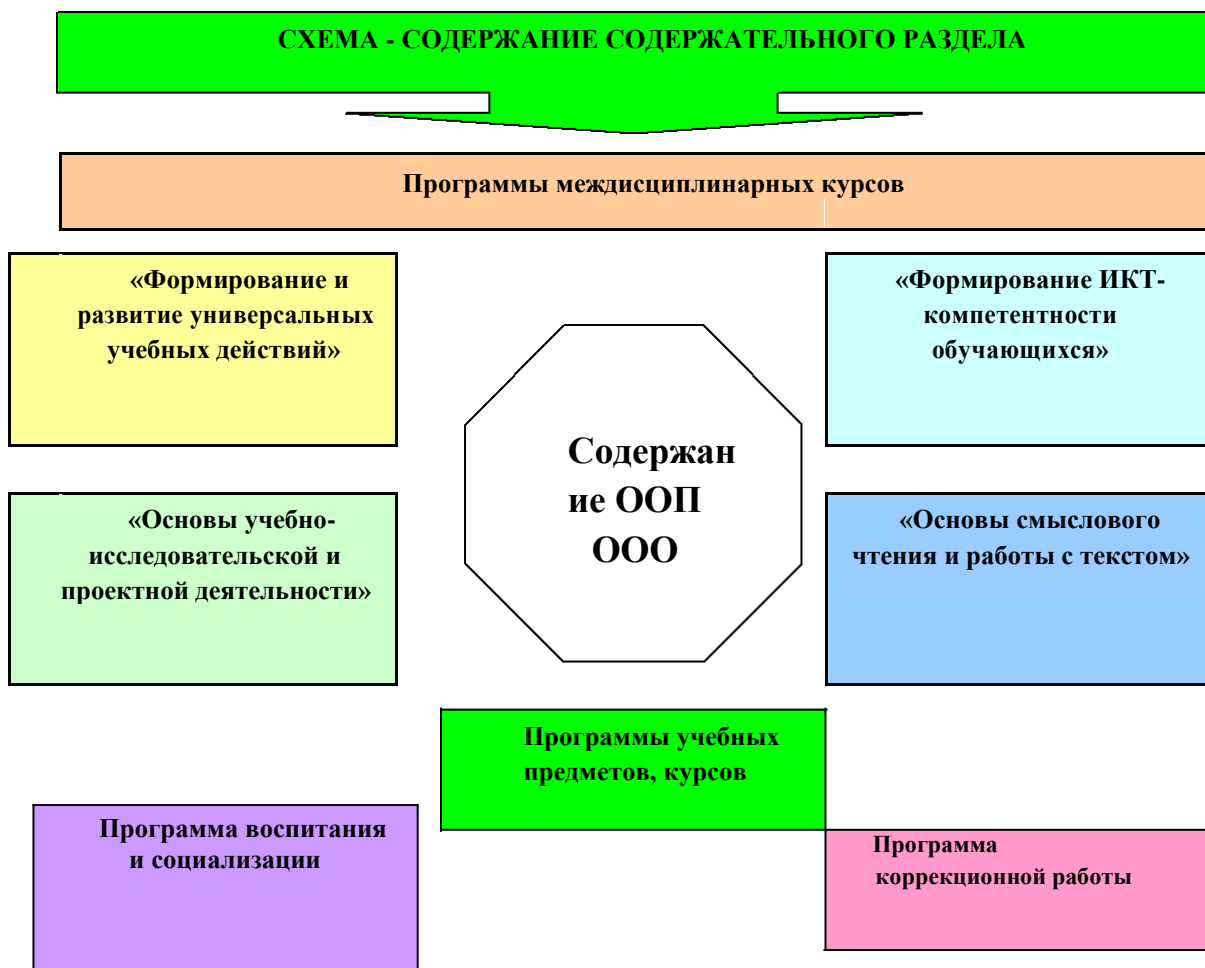 СХЕМА - СОДЕРЖАНИЕ СОДЕРЖАТЕЛЬНОГО РАЗДЕЛА
Программы междисциплинарных курсов
«Формирование и
развитие универсальных
учебных действий»
«Формирование ИКТ-
компетентности
обучающихся»
Содержан
ие ООП
ООО
«Основы учебно-
исследовательской и
проектной деятельности»
«Основы смыслового
чтения и работы с текстом»
Программы учебных
предметов, курсов
Программа воспитания
и социализации
Программа
коррекционной работы